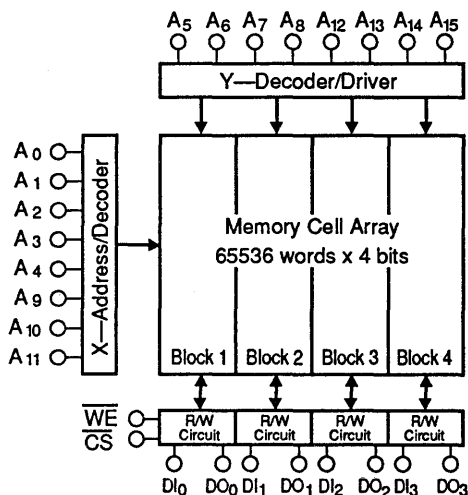 A5 A6 A7 A8 A12 A13 A14 A15
Y—Decoder/Driver
A0
A1
A2
A3
A4
A9
A10
A11
X—Address/Decoder
Memory Cell Array
65536 words x 4 bits
Block 1 Block 2 Block 3 Block 4
WE
CS
R/W Circuit R/W Circuit R/W Circuit R/W Circuit
DI0 DO0 DI1 DO1 DI2 DO2 DI3 DO3